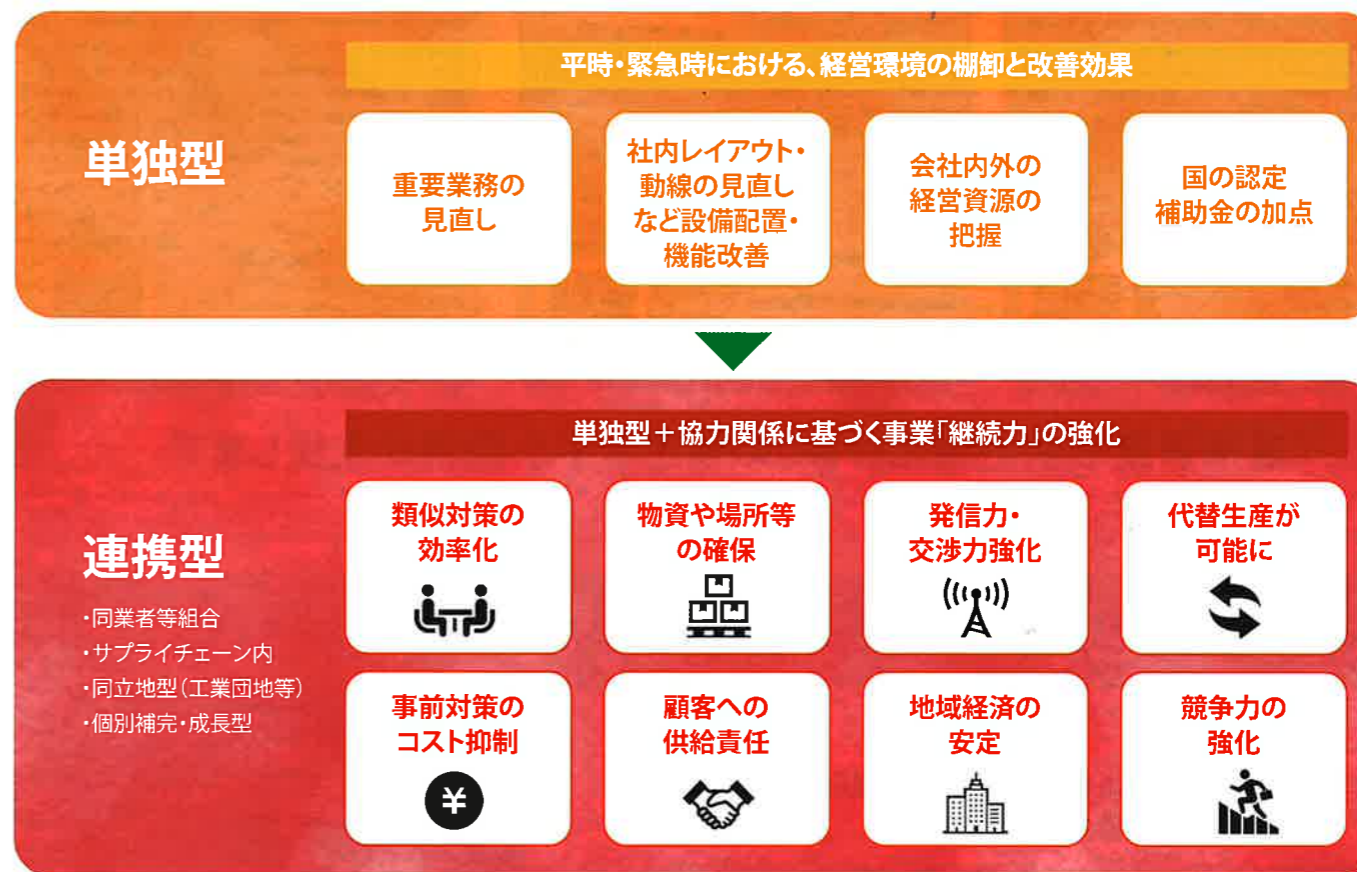 平時・緊急時における、経営環境の棚卸と改善効果
単独型
重要業務の
見直し
社内レイアウト・
動線の見直し
など設備配置・
機能改善
会社内外の
経営資源の
把握
国の認定
補助金の加点
単独型＋協力関係に基づく事業「継続力」の強化
連携型
・同業者等組合
・サプライチェーン内
・同立地型（工業団地等）
・個別補完・成長型
類似対策の
効率化
物資や場所等
の確保
発信力・
交渉力強化
代替生産が
可能に
事前対策の
コスト抑制
¥
顧客への
供給責任
地域経済の
安定
競争力の
強化